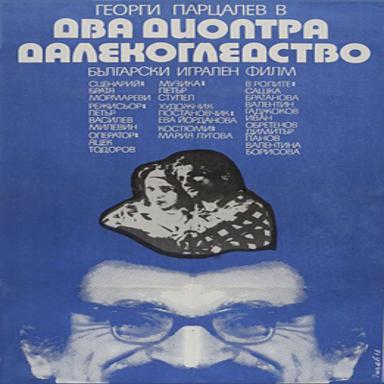 ГЕОРГИ ПАРЦАЛЕВ В
ДВА ДИОПТРА
ДАЛЕКОГЛЕДСТВО
БЪЛГАРСКИ ИГРАЛЕН ФИЛМ
СЦЕНАРИЙ:
БРАТЯ
МОРМАРЕВИ
РЕЖИСЬОР:
ПЕТЪР
ВАСИЛЕВ
МИЛЕВИН
ОПЕРАТОР:
ЯЦЕК
ТОДОРОВ
МУЗИКА:
ПЕТЪР
СТУПЕЛ
ХУДОЖНИК
ПОСТАНОВЧИК:
ЕВА ЙОРДАНОВА
КОСТЮМИ:
МАРИЯ ЛУГОВА
В РОЛИТЕ:
САШКА
БРАТАНОВА
ВАЛЕНТИН
ГАДЖОКОВ
ИВАН
ОБРЕТЕНОВ
ДИМИТЪР
ПАНОВ
ВАЛЕНТИНА
БОРИСОВА